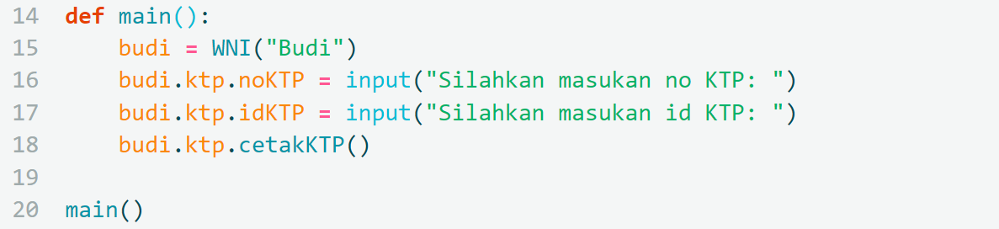 14 def main():
15     budi = WNI("Budi")
16     budi.ktp.noKTP = input("Silahkan masukan no KTP: ")
17     budi.ktp.idKTP = input("Silahkan masukan id KTP: ")
18     budi.ktp.cetakKTP()
19
20 main()